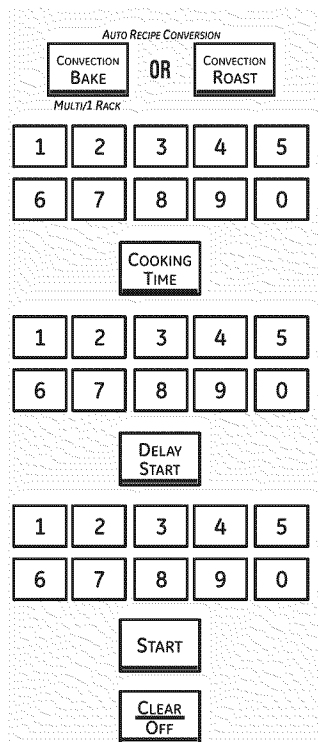 AUTO RECIPE CONVERSION
CONVECTION
BAKE
OR
CONVECTION
ROAST
MULTI/1 RACK
1 2 3 4 5
6 7 8 9 0
COOKING
TIME
1 2 3 4 5
6 7 8 9 0
DELAY
START
1 2 3 4 5
6 7 8 9 0
START
CLEAR
OFF